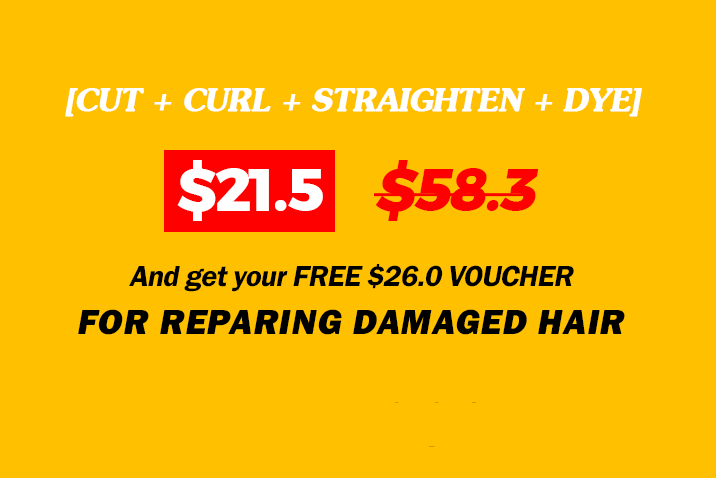 [CUT + CURL + STRAIGHTEN + DYE]
$21.5 $58.3
And get your FREE $26.0 VOUCHER
FOR REPARING DAMAGED HAIR